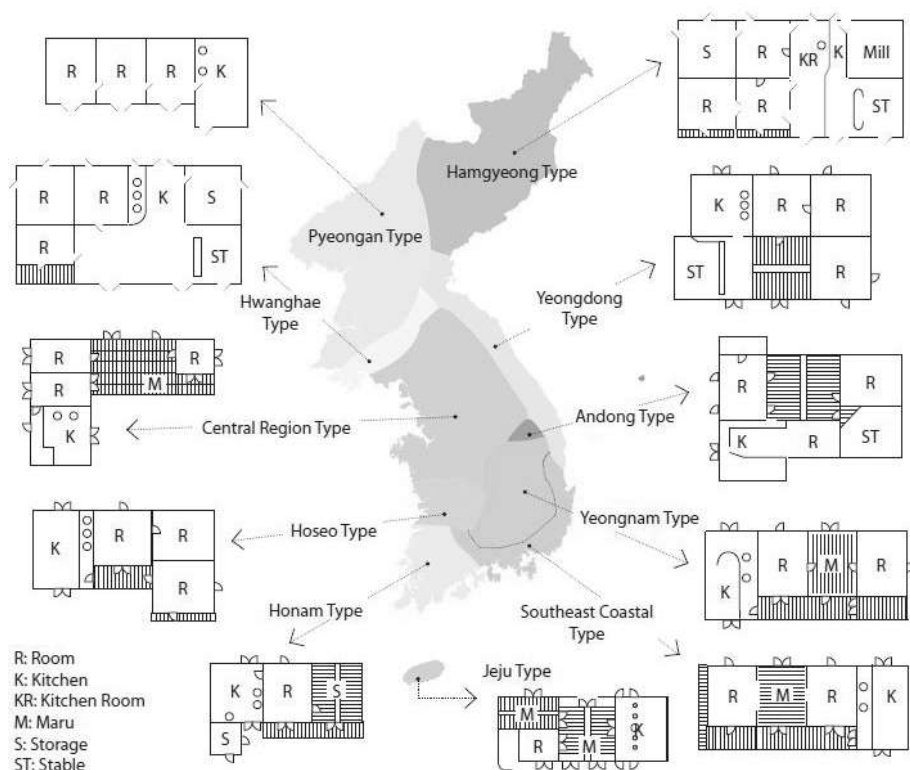 R
R
R
K
S
R
KR
K
Mill
R
R
ST
Hamgyeong Type
Pyeongan Type
R
R
K
S
R
ST
Hwanghae
Type
K
R
R
ST
R
Yeongdong
Type
R
R
M
R
K
Central Region Type
R
R
K
R
ST
Andong Type
K
R
R
R
Hoseo Type
Yeongnam Type
R
M
R
K
Honam Type
Southeast Coastal
Type
K
R
S
S
Jeju Type
M
R
M
K
R
M
R
K
R: Room
K: Kitchen
KR: Kitchen Room
M: Maru
S: Storage
ST: Stable